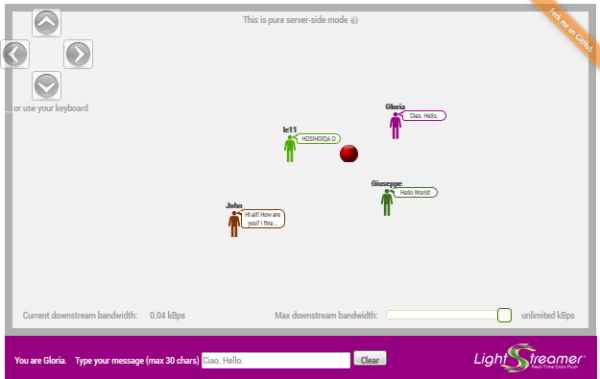 This is pure server-side mode
Fork me on GitHub
... or use your keyboard
Gloria
Ciao. Hello.
le11
HOSIHOIQA O
Giuseppe
Hello World!
John
Hi all! How are
you? I fine ..
Current downstream bandwidth: 0.04 kBps
Max downstream bandwidth: unlimited kBps
You are Gloria. Type your message (max 30 chars) Ciao. Hello. Clear
LightStreamer
Real-Time Data Push